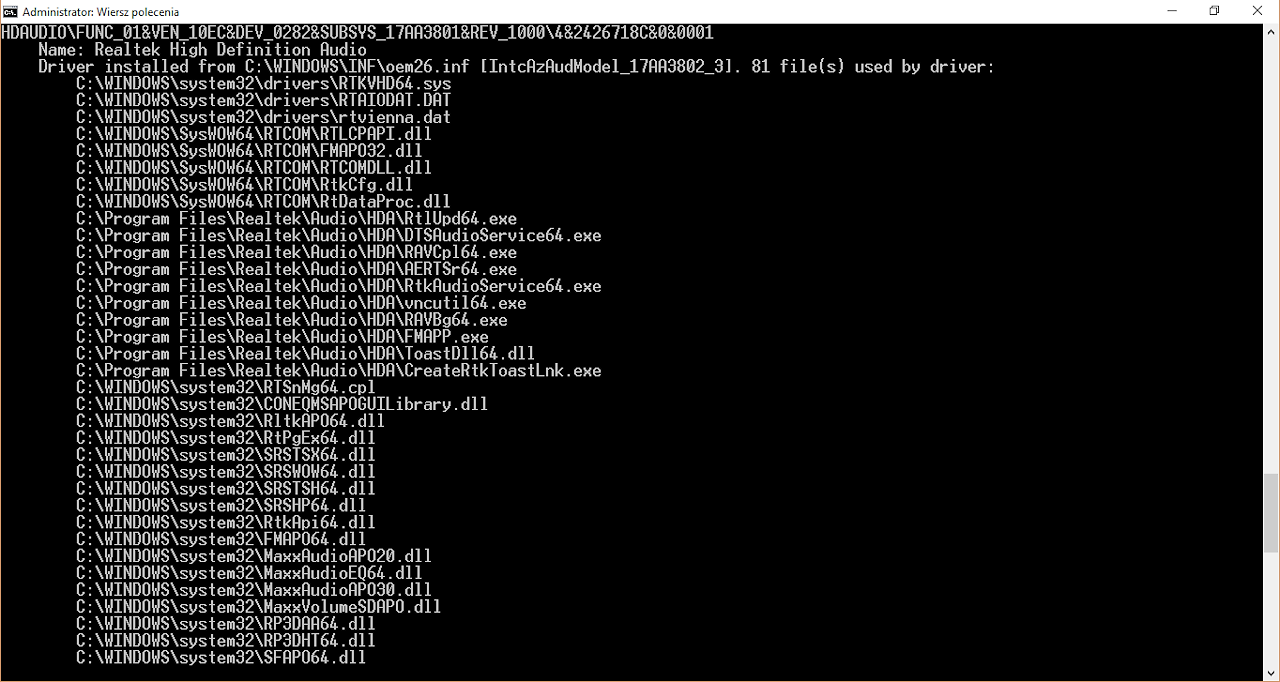 Administrator: Wiersz polecenia
HDAUDIO\FUNC_01&VEN_10EC&DEV_0282&SUBSYS_17AA3801&REV_1000\4&2426718C&0&0001
Name: Realtek High Definition Audio
Driver installed from C:\WINDOWS\INF\oem26.inf [IntcAzAudModel_17AA3802_3]. 81 file(s) used by driver:
C:\WINDOWS\system32\drivers\RTKVHD64.sys
C:\WINDOWS\system32\drivers\RTAIODAT.DAT
C:\WINDOWS\system32\drivers\rtvienna.dat
C:\WINDOWS\SysWOW64\RTCOM\RTLCPAPI.dll
C:\WINDOWS\SysWOW64\RTCOM\FMAPO32.dll
C:\WINDOWS\SysWOW64\RTCOM\RTCOMDLL.dll
C:\WINDOWS\SysWOW64\RTCOM\RtkCfg.dll
C:\WINDOWS\SysWOW64\RTCOM\RtDataProc.dll
C:\Program Files\Realtek\Audio\HDA\RtlUpd64.exe
C:\Program Files\Realtek\Audio\HDA\DTSAudioService64.exe
C:\Program Files\Realtek\Audio\HDA\RAVCpl64.exe
C:\Program Files\Realtek\Audio\HDA\AERTSr64.exe
C:\Program Files\Realtek\Audio\HDA\RtkAudioService64.exe
C:\Program Files\Realtek\Audio\HDA\vncutil64.exe
C:\Program Files\Realtek\Audio\HDA\RAVBg64.exe
C:\Program Files\Realtek\Audio\HDA\FMAPP.exe
C:\Program Files\Realtek\Audio\HDA\ToastDll64.dll
C:\Program Files\Realtek\Audio\HDA\CreateRtkToastLnk.exe
C:\WINDOWS\system32\RTSnMg64.cpl
C:\WINDOWS\system32\CONEQMSAPOGUILibrary.dll
C:\WINDOWS\system32\RltkAPO64.dll
C:\WINDOWS\system32\RtPgEx64.dll
C:\WINDOWS\system32\SRSTSX64.dll
C:\WINDOWS\system32\SRSWOW64.dll
C:\WINDOWS\system32\SRSTSH64.dll
C:\WINDOWS\system32\SRSHP64.dll
C:\WINDOWS\system32\RtkApi64.dll
C:\WINDOWS\system32\FMAPO64.dll
C:\WINDOWS\system32\MaxxAudioAPO20.dll
C:\WINDOWS\system32\MaxxAudioEQ64.dll
C:\WINDOWS\system32\MaxxAudioAPO30.dll
C:\WINDOWS\system32\MaxxVolumeSDAPO.dll
C:\WINDOWS\system32\RP3DAA64.dll
C:\WINDOWS\system32\RP3DHT64.dll
C:\WINDOWS\system32\SFAPO64.dll